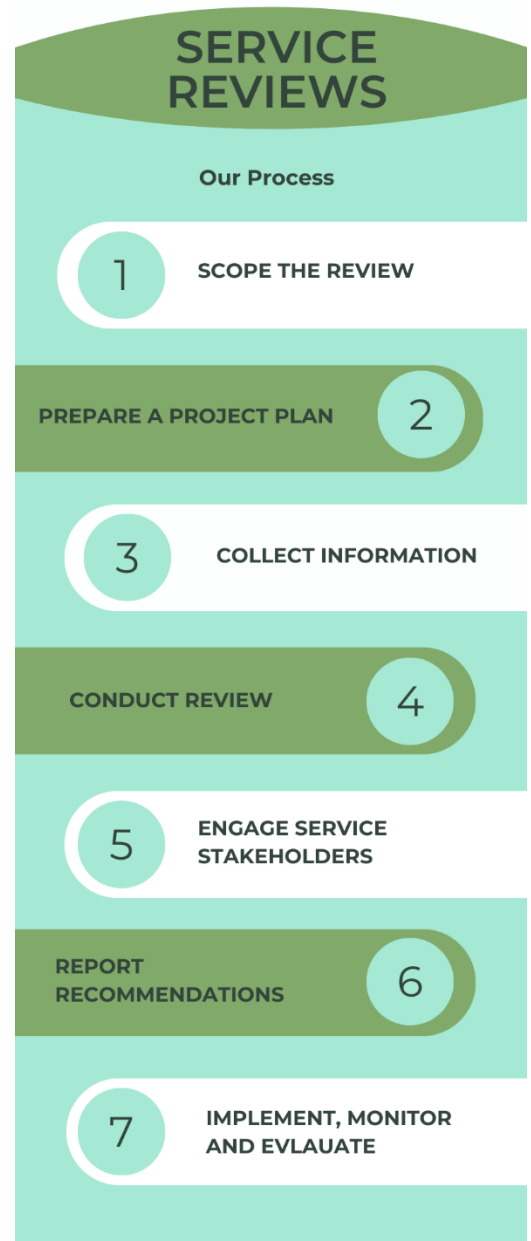 SERVICE
REVIEWS
Our Process
1
SCOPE THE REVIEW
PREPARE A PROJECT PLAN
2
3
COLLECT INFORMATION
CONDUCT REVIEW
4
5
ENGAGE SERVICE
STAKEHOLDERS
REPORT
RECOMMENDATIONS
6
7
IMPLEMENT, MONITOR
AND EVLAUATE